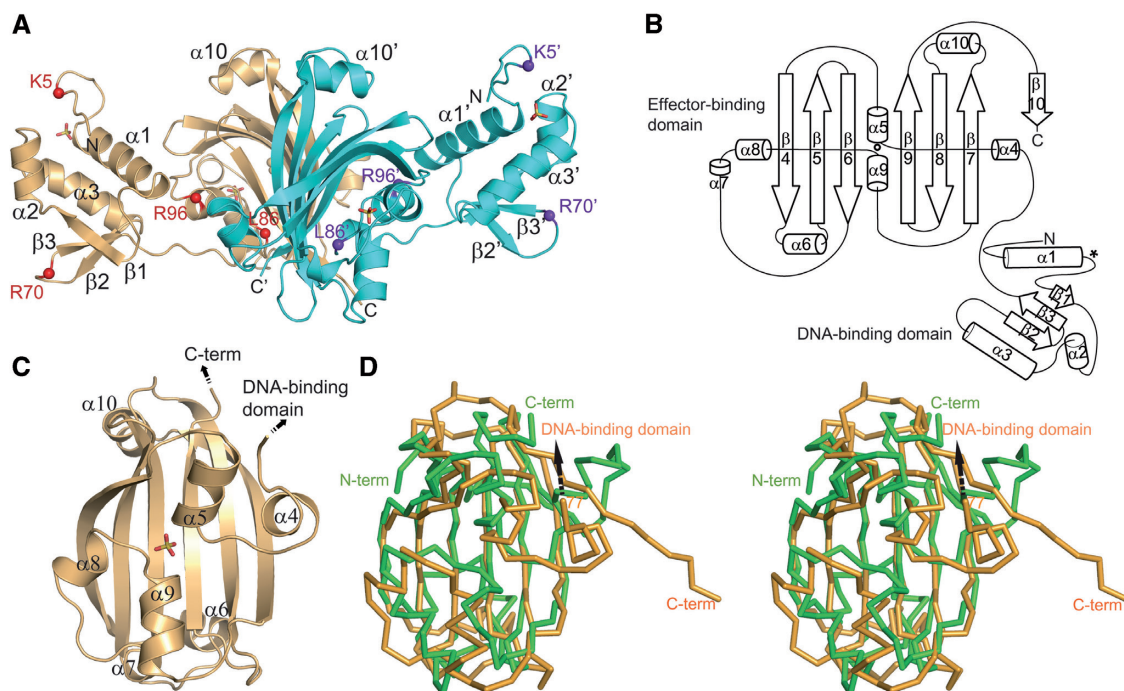 A
α10
α10'
K5'
K5
N
α2'
α1'
N
α1
α3'
α3
R96'
R96
L86
R70'
α2
L86'
β3'
β3
β1
β2'
β2
R70
C'
C
B
α10
β
10
C
Effector-binding
domain
α5
α8
β
4
β
5
β
6
β
9
β
8
β
7
α4
α9
α7
α6
N
α1
*
β1
β3
β2
α3
α2
DNA-binding domain
C
C-term
DNA-binding
domain
α10
α5
α4
α8
α9
α6
α7
D
C-term
DNA-binding domain
N-term
77
C-term
C-term
DNA-binding domain
N-term
77
C-term